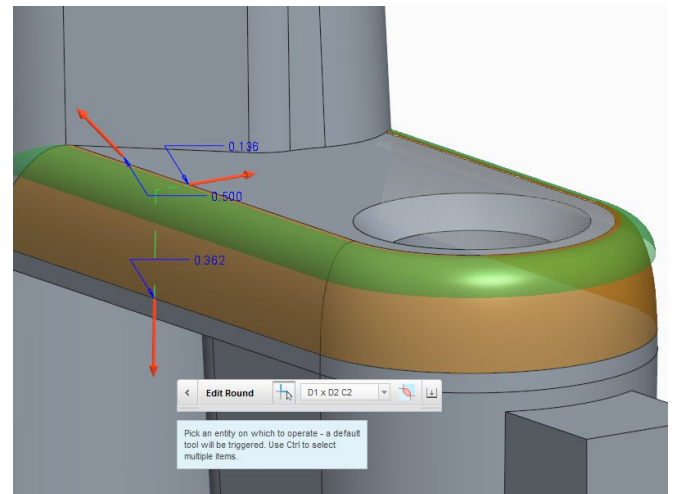 0.136
0.500
0.362
Edit Round
D1 x D2 C2
Pick an entity on which to operate - a default
tool will be triggered. Use Ctrl to select
multiple items.